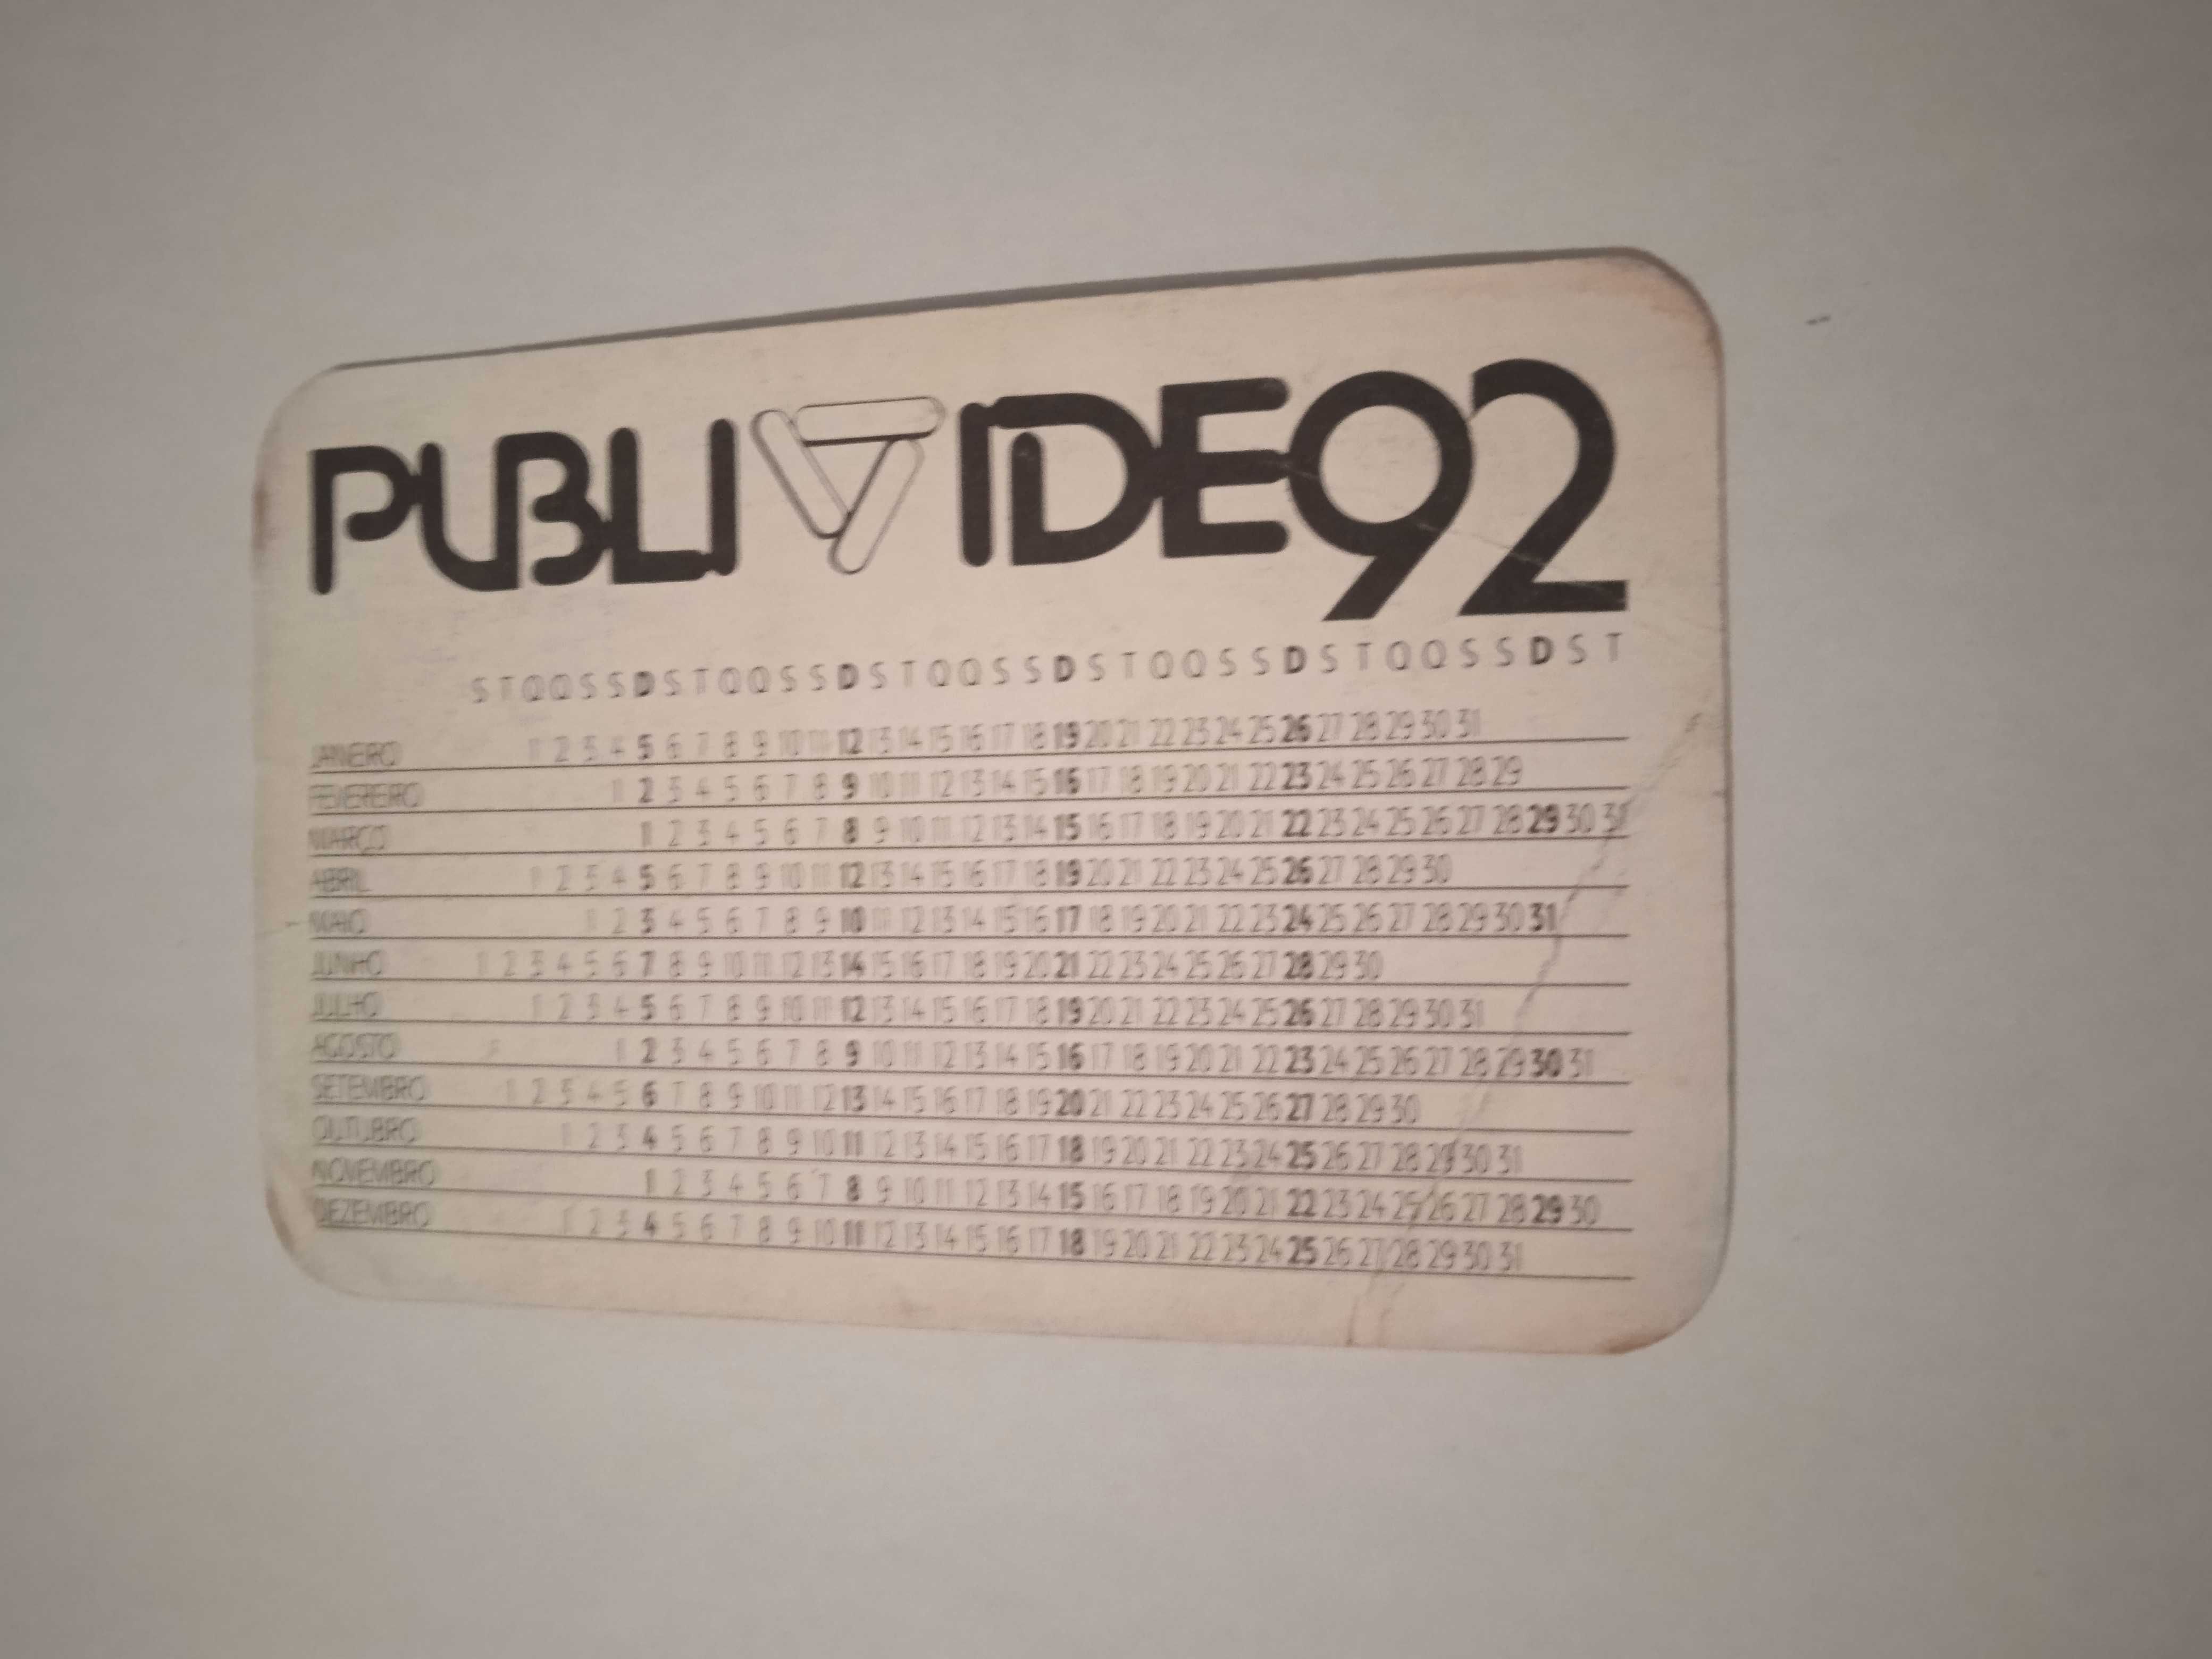 PUBLIVIDE92
S T Q Q S S D S T Q Q S S D S T Q Q S S D S T Q Q S S D S T Q Q S S D S T
JANEIRO 1 2 3 4 5 6 7 8 9 10 11 12 13 14 15 16 17 18 19 20 21 22 23 24 25 26 27 28 29 30 31
FEVEREIRO 1 2 3 4 5 6 7 8 9 10 11 12 13 14 15 16 17 18 19 20 21 22 23 24 25 26 27 28 29
MARÇO 1 2 3 4 5 6 7 8 9 10 11 12 13 14 15 16 17 18 19 20 21 22 23 24 25 26 27 28 29 30 31
ABRIL 1 2 3 4 5 6 7 8 9 10 11 12 13 14 15 16 17 18 19 20 21 22 23 24 25 26 27 28 29 30
MAIO 1 2 3 4 5 6 7 8 9 10 11 12 13 14 15 16 17 18 19 20 21 22 23 24 25 26 27 28 29 30 31
JUNHO 1 2 3 4 5 6 7 8 9 10 11 12 13 14 15 16 17 18 19 20 21 22 23 24 25 26 27 28 29 30
JULHO 1 2 3 4 5 6 7 8 9 10 11 12 13 14 15 16 17 18 19 20 21 22 23 24 25 26 27 28 29 30 31
AGOSTO 1 2 3 4 5 6 7 8 9 10 11 12 13 14 15 16 17 18 19 20 21 22 23 24 25 26 27 28 29 30 31
SETEMBRO 1 2 3 4 5 6 7 8 9 10 11 12 13 14 15 16 17 18 19 20 21 22 23 24 25 26 27 28 29 30
OUTUBRO 1 2 3 4 5 6 7 8 9 10 11 12 13 14 15 16 17 18 19 20 21 22 23 24 25 26 27 28 29 30 31
NOVEMBRO 1 2 3 4 5 6 7 8 9 10 11 12 13 14 15 16 17 18 19 20 21 22 23 24 25 26 27 28 29 30
DEZEMBRO 1 2 3 4 5 6 7 8 9 10 11 12 13 14 15 16 17 18 19 20 21 22 23 24 25 26 27 28 29 30 31